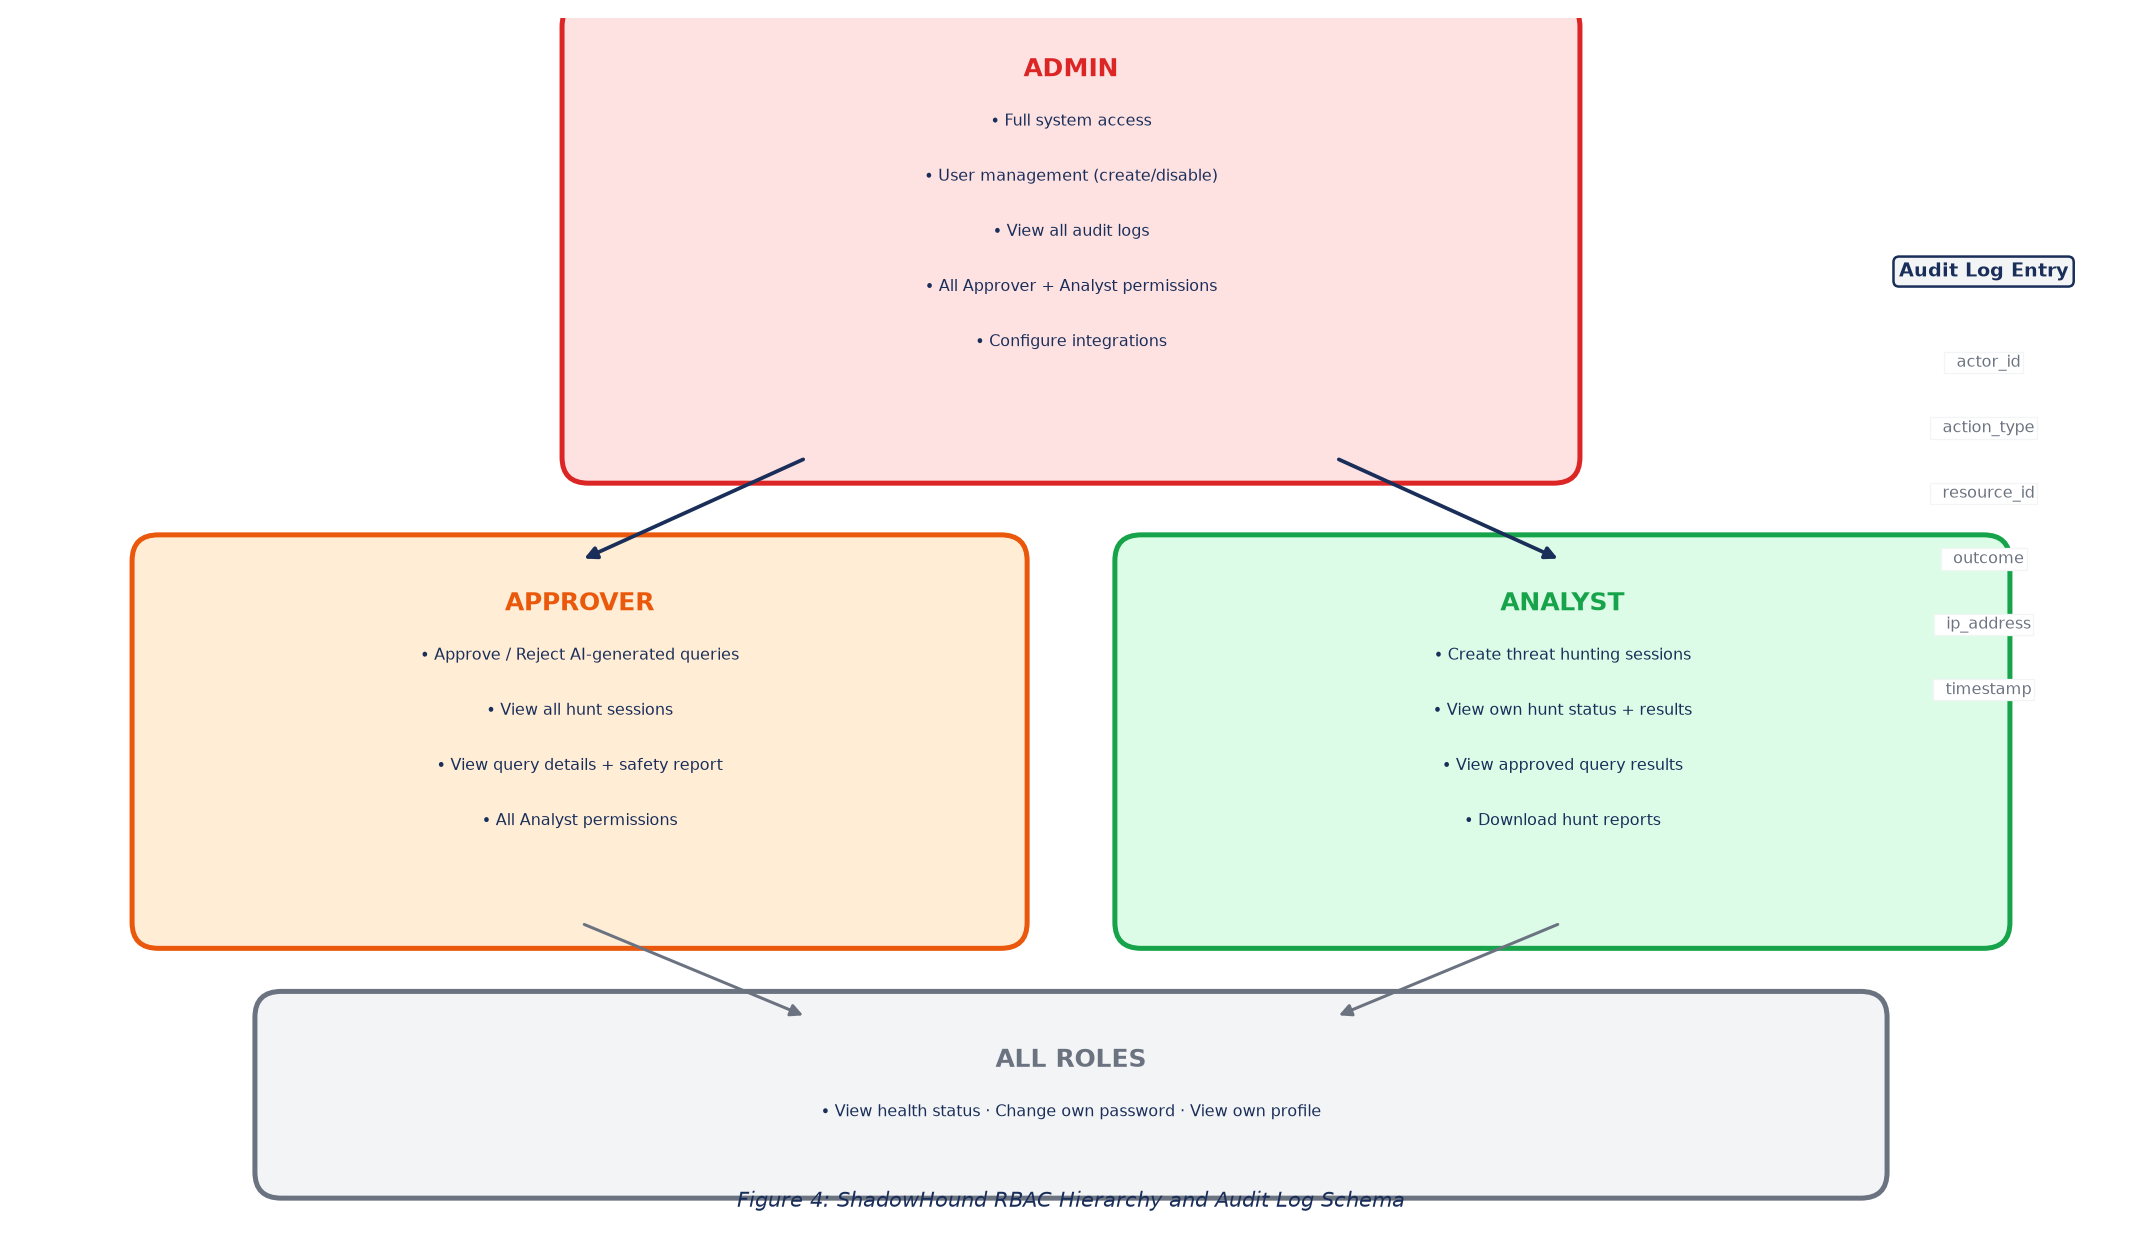 ADMIN
• Full system access
• User management (create/disable)
• View all audit logs
• All Approver + Analyst permissions
• Configure integrations
Audit Log Entry
actor_id
action_type
resource_id
outcome
ip_address
timestamp
APPROVER
• Approve / Reject AI-generated queries
• View all hunt sessions
• View query details + safety report
• All Analyst permissions
ANALYST
• Create threat hunting sessions
• View own hunt status + results
• View approved query results
• Download hunt reports
ALL ROLES
• View health status · Change own password · View own profile
Figure 4: ShadowHound RBAC Hierarchy and Audit Log Schema